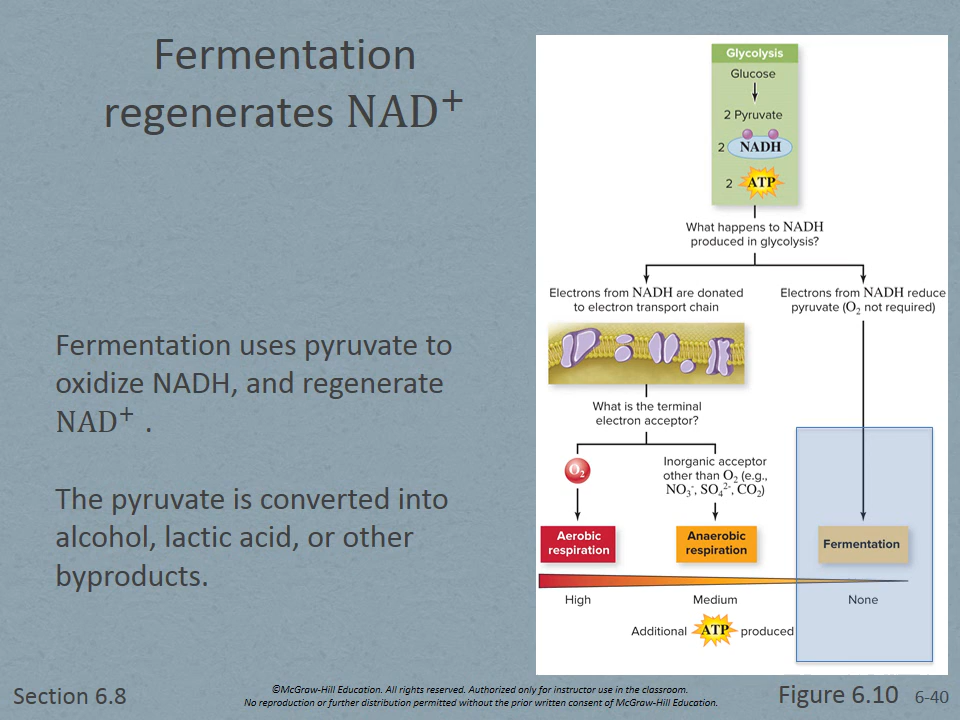 Fermentation
regenerates NAD⁺
Fermentation uses pyruvate to
oxidize NADH, and regenerate
NAD⁺ .
The pyruvate is converted into
alcohol, lactic acid, or other
byproducts.
Glycolysis
Glucose
2 Pyruvate
2 NADH
2 ATP
What happens to NADH
produced in glycolysis?
Electrons from NADH are donated
to electron transport chain
Electrons from NADH reduce
pyruvate (O₂ not required)
What is the terminal
electron acceptor?
O₂
Inorganic acceptor
other than O₂ (e.g.,
NO₃⁻, SO₄²⁻, CO₂)
Aerobic
respiration
Anaerobic
respiration
Fermentation
High
Medium
None
Additional ATP produced
Section 6.8
©McGraw-Hill Education. All rights reserved. Authorized only for instructor use in the classroom.
No reproduction or further distribution permitted without the prior written consent of McGraw-Hill Education.
Figure 6.10
6-40